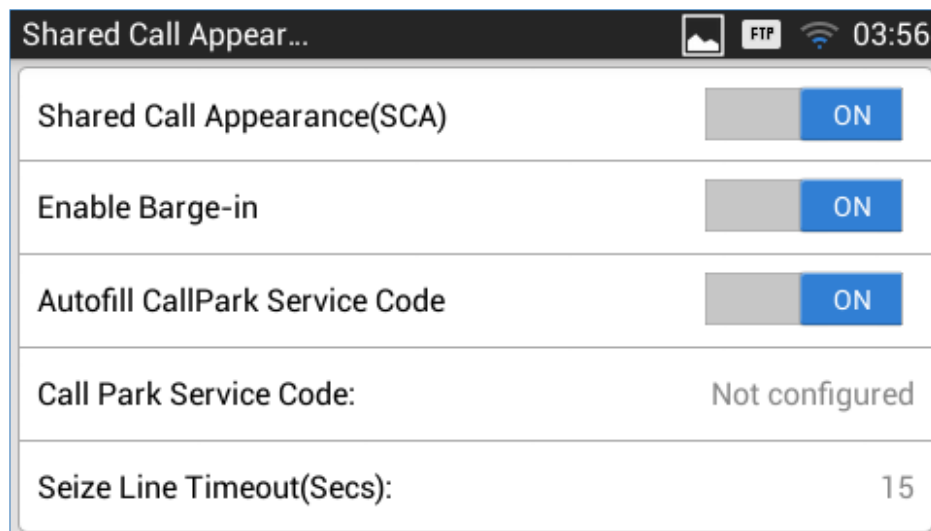 Shared Call Appear...
FTP
03:56
Shared Call Appearance(SCA)
ON
Enable Barge-in
ON
Autofill CallPark Service Code
ON
Call Park Service Code:
Not configured
Seize Line Timeout(Secs):
15